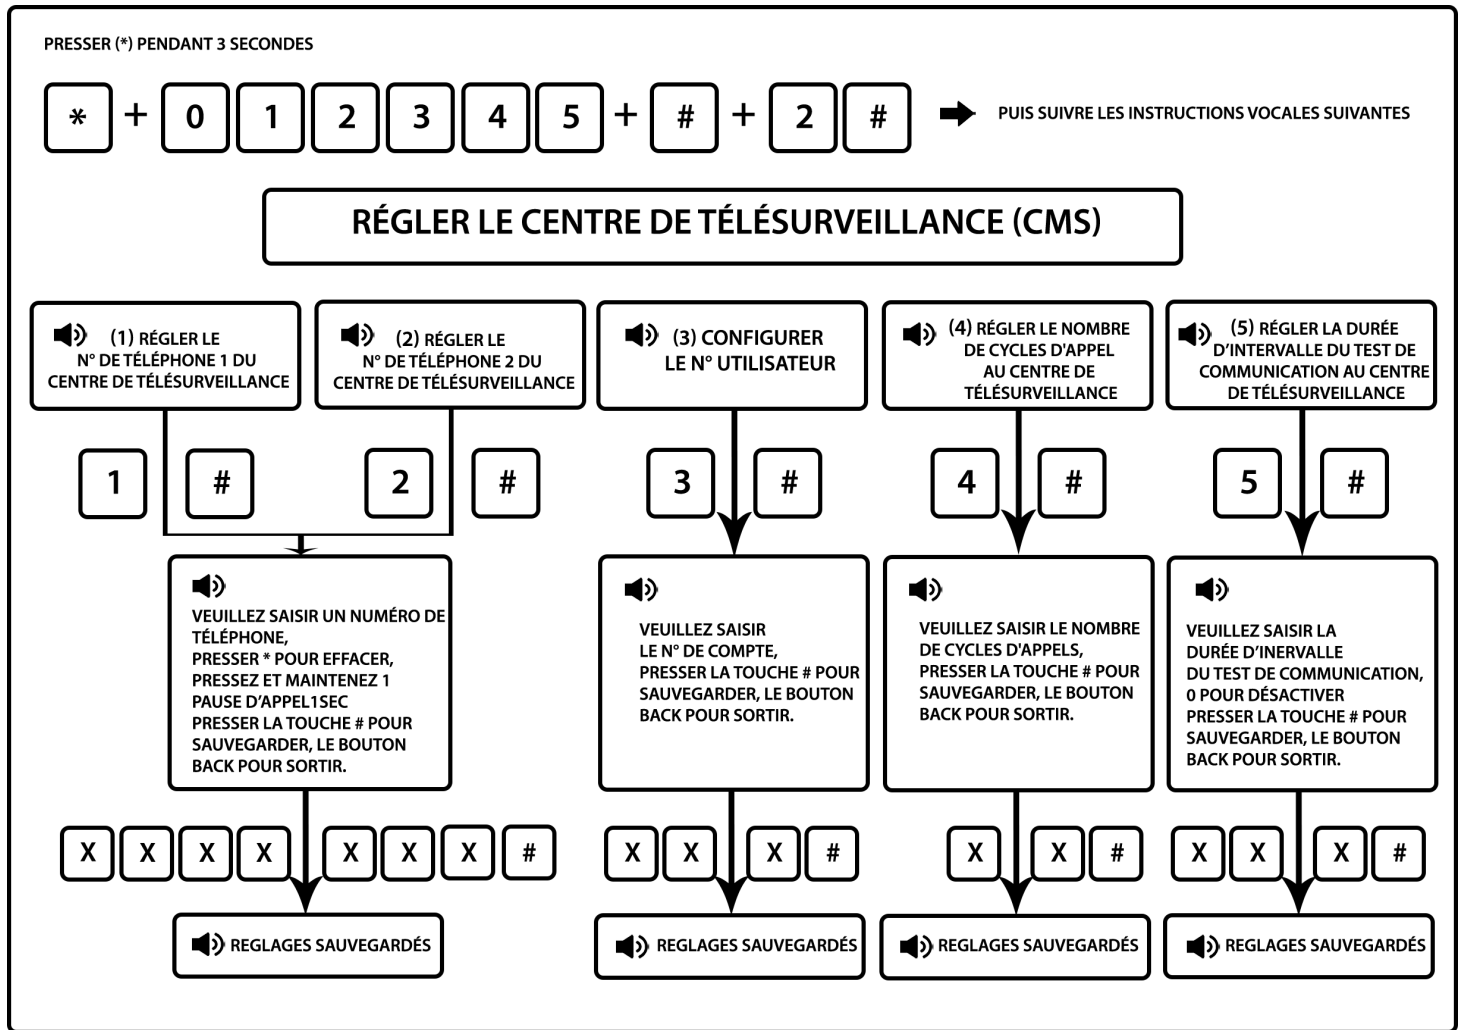 PRESSER (*) PENDANT 3 SECONDES
* + 0 1 2 3 4 5 + # + 2 # PUIS SUIVRE LES INSTRUCTIONS VOCALES SUIVANTES
RÉGLER LE CENTRE DE TÉLÉSURVEILLANCE (CMS)
(1) RÉGLER LE
N° DE TÉLÉPHONE 1 DU
CENTRE DE TÉLÉSURVEILLANCE
(2) RÉGLER LE
N° DE TÉLÉPHONE 2 DU
CENTRE DE TÉLÉSURVEILLANCE
(3) CONFIGURER
LE N° UTILISATEUR
(4) RÉGLER LE NOMBRE
DE CYCLES D'APPEL
AU CENTRE DE
TÉLÉSURVEILLANCE
(5) RÉGLER LA DURÉE
D'INTERVALLE DU TEST DE
COMMUNICATION AU CENTRE
DE TÉLÉSURVEILLANCE
1 # 2 # 3 # 4 # 5 #
VEUILLEZ SAISIR UN NUMÉRO DE
TÉLÉPHONE,
PRESSER * POUR EFFACER,
PRESSEZ ET MAINTENEZ 1
PAUSE D'APPEL1SEC
PRESSER LA TOUCHE # POUR
SAUVEGARDER, LE BOUTON
BACK POUR SORTIR.
VEUILLEZ SAISIR
LE N° DE COMPTE,
PRESSER LA TOUCHE # POUR
SAUVEGARDER, LE BOUTON
BACK POUR SORTIR.
VEUILLEZ SAISIR LE NOMBRE
DE CYCLES D'APPELS,
PRESSER LA TOUCHE # POUR
SAUVEGARDER, LE BOUTON
BACK POUR SORTIR.
VEUILLEZ SAISIR LA
DURÉE D'INERVALLE
DU TEST DE COMMUNICATION,
0 POUR DÉSACTIVER
PRESSER LA TOUCHE # POUR
SAUVEGARDER, LE BOUTON
BACK POUR SORTIR.
X X X X X X X # X X X # X X # X X X #
REGLAGES SAUVEGARDÉS
REGLAGES SAUVEGARDÉS
REGLAGES SAUVEGARDÉS
REGLAGES SAUVEGARDÉS